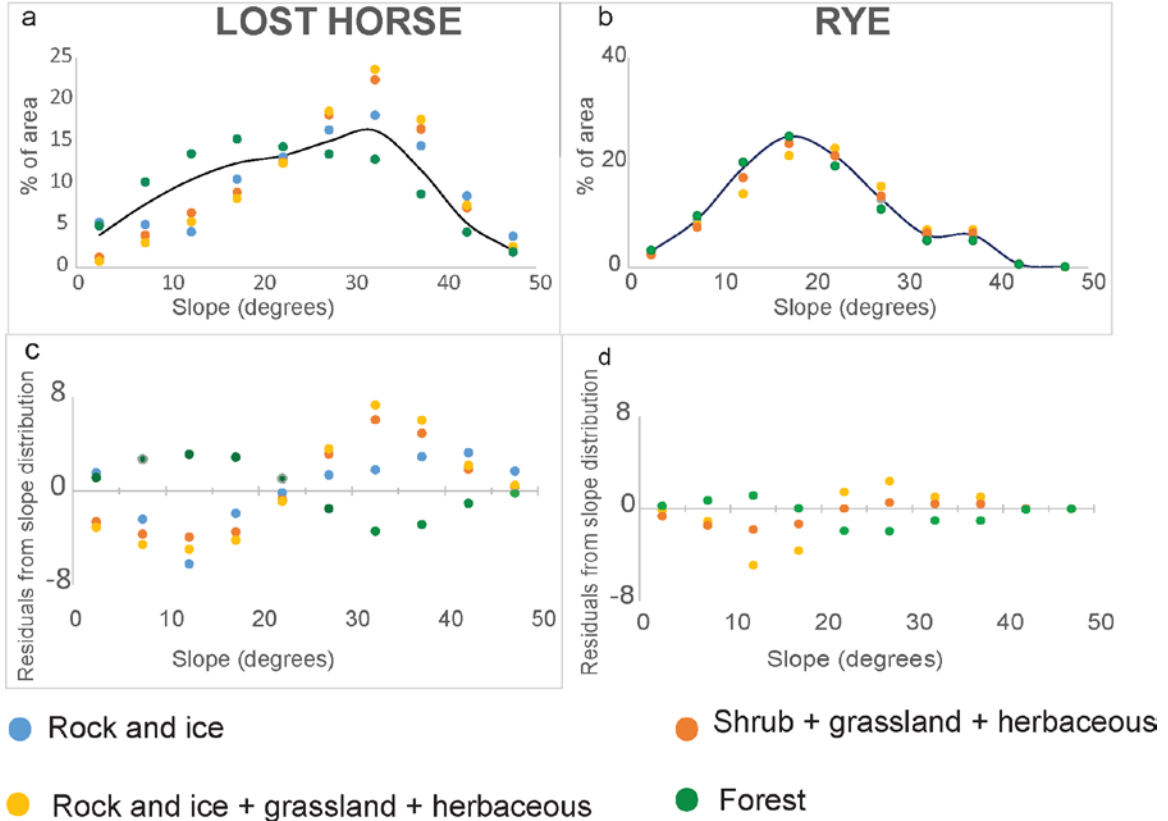 a
LOST HORSE
b
RYE
25
20
15
10
5
0
% of area
0 10 20 30 40 50
Slope (degrees)
40
20
0
% of area
0 10 20 30 40 50
Slope (degrees)
c
8
0
-8
Residuals from slope distribution
0 10 20 30 40 50
Slope (degrees)
d
8
0
-8
Residuals from slope distribution
0 10 20 30 40 50
Slope (degrees)
Rock and ice
Shrub + grassland + herbaceous
Rock and ice + grassland + herbaceous
Forest